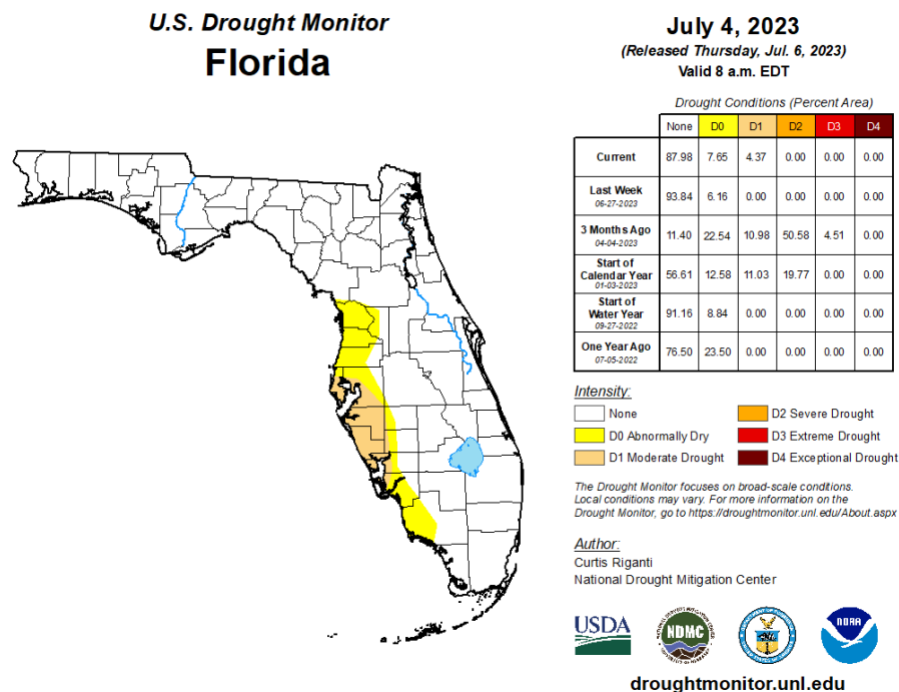 U.S. Drought Monitor
Florida
July 4, 2023
(Released Thursday, Jul. 6, 2023)
Valid 8 a.m. EDT
Drought Conditions (Percent Area)
None D0 D1 D2 D3 D4
Current 87.98 7.65 4.37 0.00 0.00 0.00
Last Week
06-27-2023
93.84 6.16 0.00 0.00 0.00 0.00
3 Months Ago
04-04-2023
11.40 22.54 10.98 50.58 4.51 0.00
Start of
Calendar Year
01-03-2023
56.61 12.58 11.03 19.77 0.00 0.00
Start of
Water Year
09-27-2022
91.16 8.84 0.00 0.00 0.00 0.00
One Year Ago
07-05-2022
76.50 23.50 0.00 0.00 0.00 0.00
Intensity:
None
D0 Abnormally Dry
D1 Moderate Drought
D2 Severe Drought
D3 Extreme Drought
D4 Exceptional Drought
The Drought Monitor focuses on broad-scale conditions.
Local conditions may vary. For more information on the
Drought Monitor, go to https://droughtmonitor.unl.edu/About.aspx
Author:
Curtis Riganti
National Drought Mitigation Center
USDA
NDMC
NOAA
droughtmonitor.unl.edu